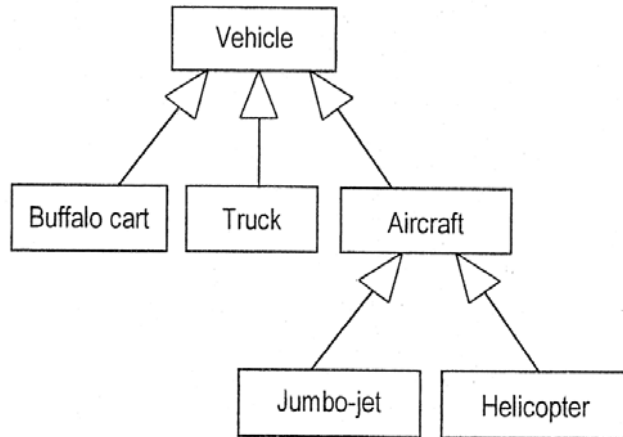 Vehicle
Buffalo cart
Truck
Aircraft
Jumbo-jet
Helicopter